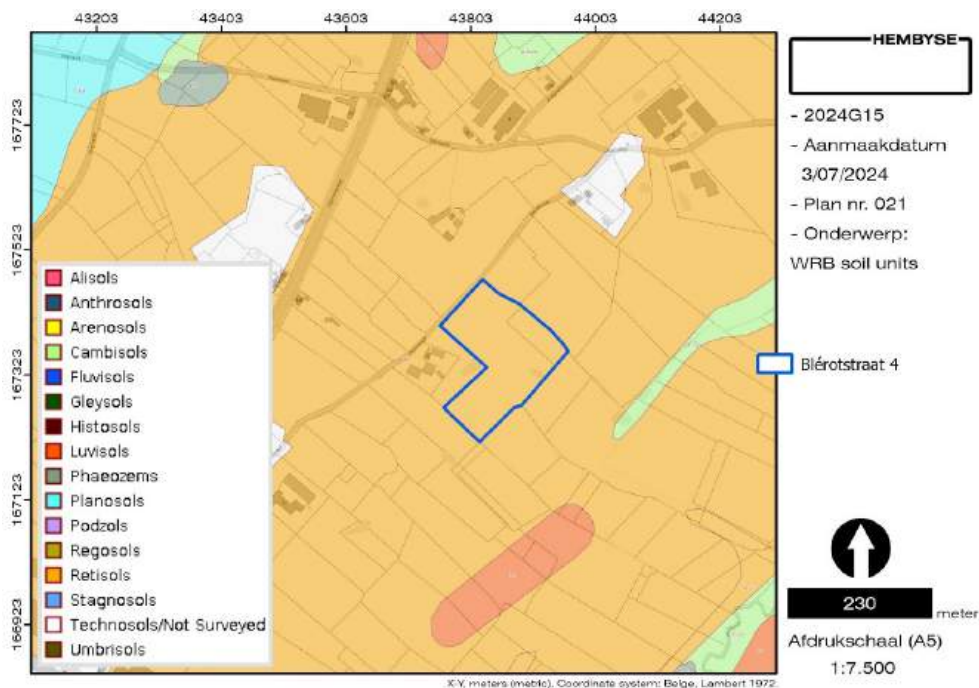 43203 43403 43603 43803 44003 44203
167723
167523
167323
167123
166923
Alisols
Anthrosols
Arenosols
Cambisols
Fluvisols
Gleysols
Histosols
Luvisols
Phaeozems
Planosols
Podzols
Regosols
Retisols
Stagnosols
Technosols/Not Surveyed
Umbrisols
HEMBYSE
- 2024G15
- Aanmaakdatum
3/07/2024
- Plan nr. 021
- Onderwerp:
WRB soil units
Blérotstraat 4
230 meter
Afdrukschaal (A5)
1:7.500
X-Y, meters (metric), Coordinate system: Belge, Lambert 1972.